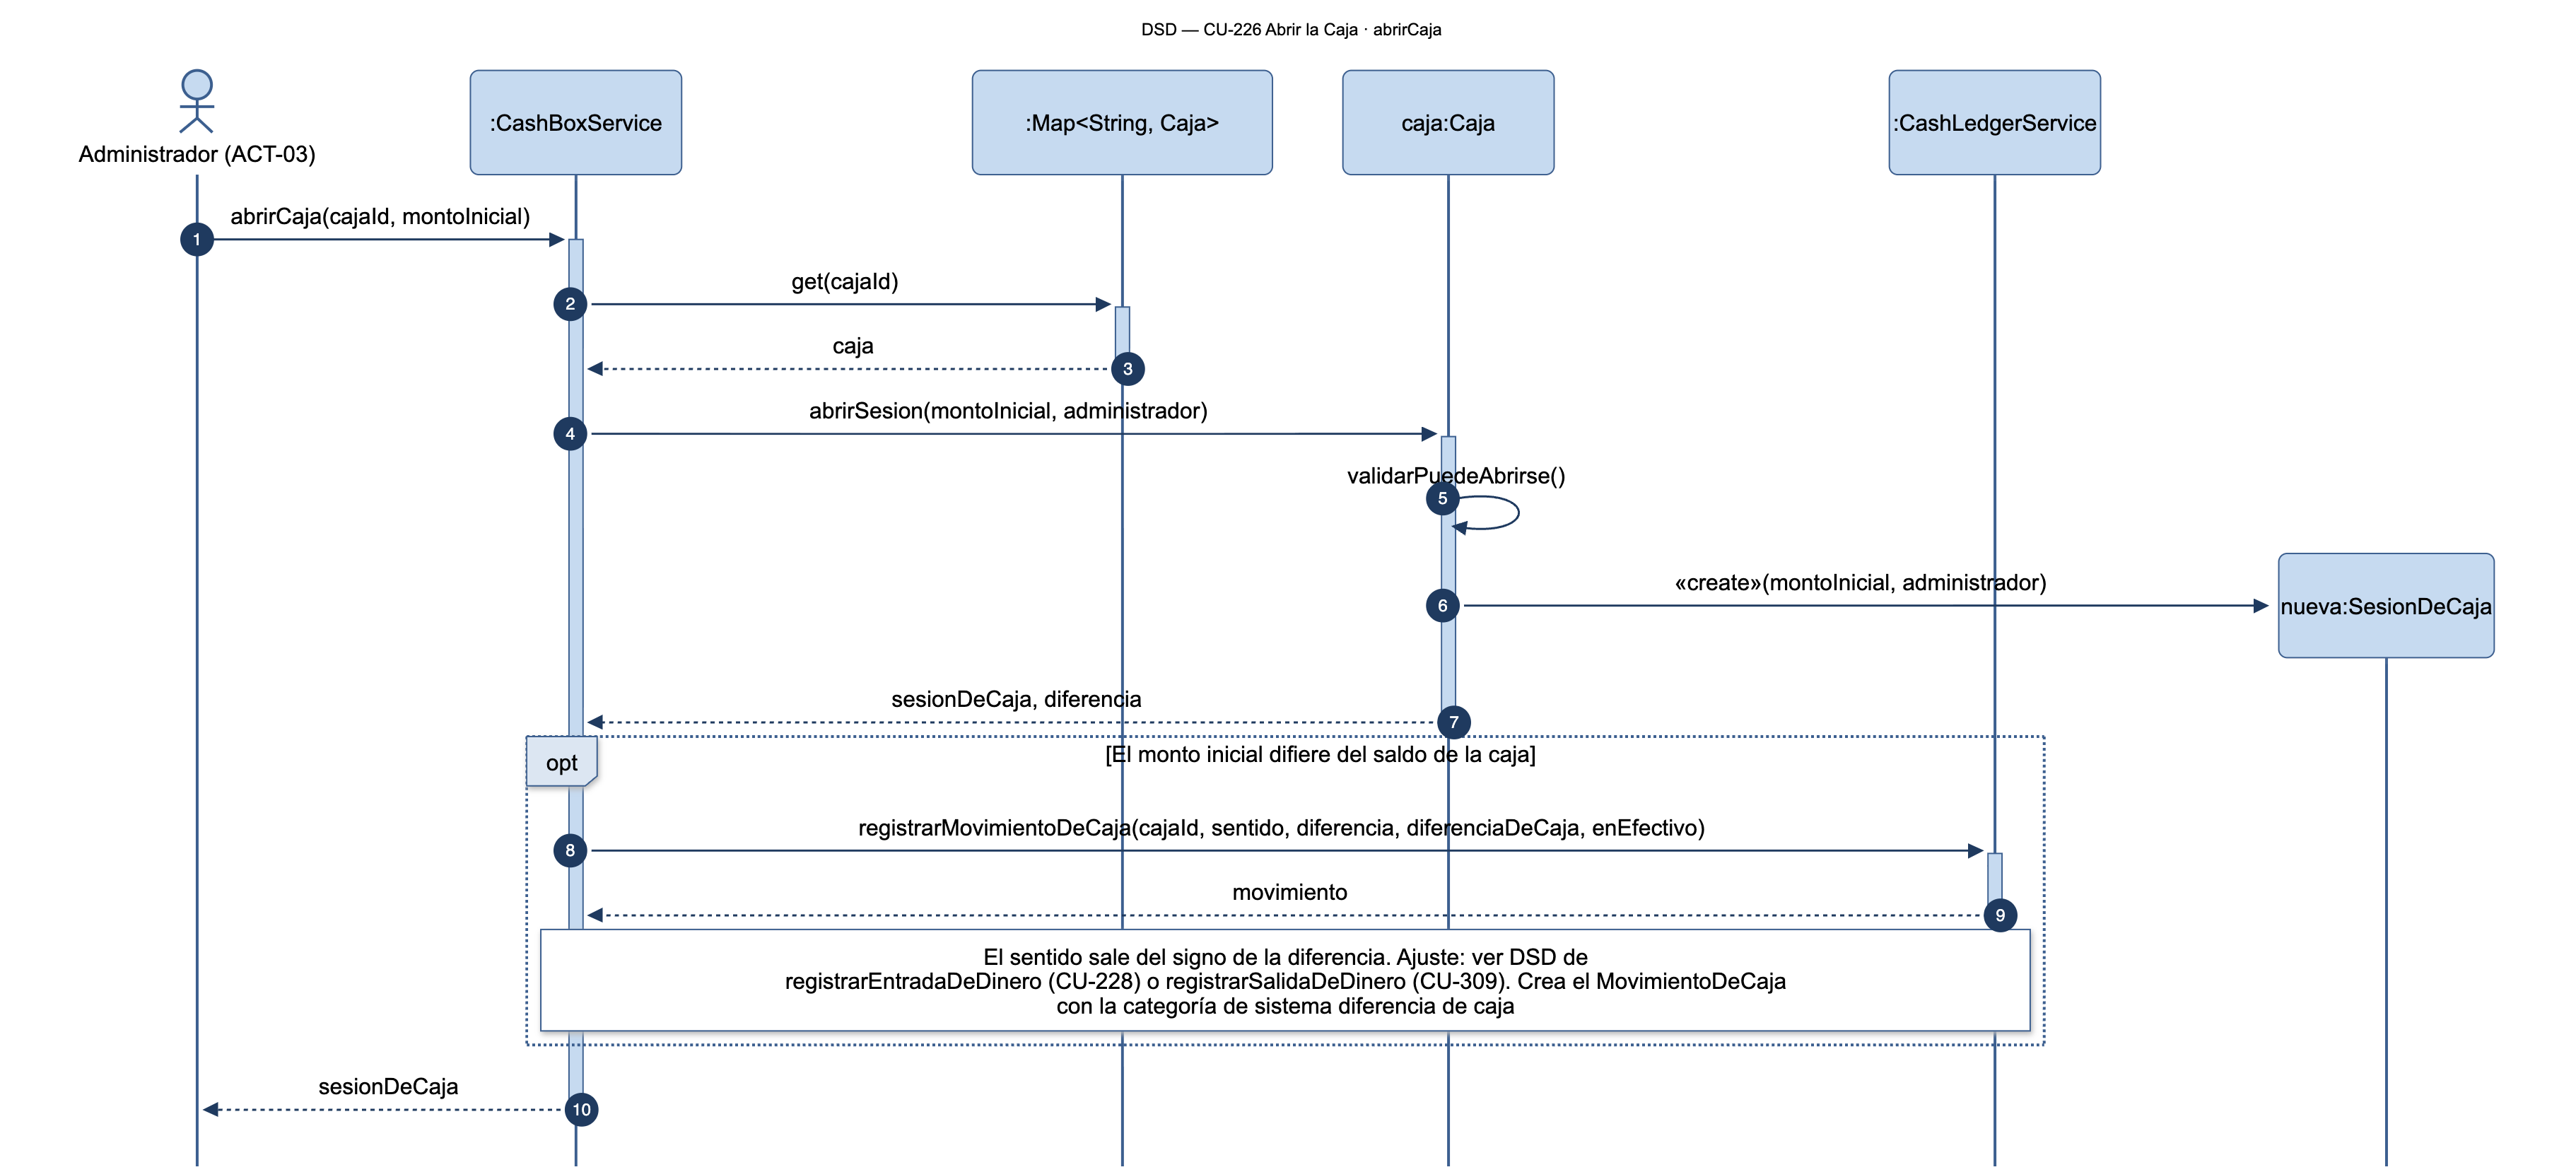 DSD — CU-226 Abrir la Caja · abrirCaja
Administrador (ACT-03)
:CashBoxService
:Map<String, Caja>
caja:Caja
:CashLedgerService
abrirCaja(cajaId, montoInicial)
1
get(cajaId)
2
caja
3
abrirSesion(montoInicial, administrador)
4
validarPuedeAbrirse()
5
«create»(montoInicial, administrador)
6
nueva:SesionDeCaja
sesionDeCaja, diferencia
7
opt
[El monto inicial difiere del saldo de la caja]
registrarMovimientoDeCaja(cajaId, sentido, diferencia, diferenciaDeCaja, enEfectivo)
8
movimiento
9
El sentido sale del signo de la diferencia. Ajuste: ver DSD de
registrarEntradaDeDinero (CU-228) o registrarSalidaDeDinero (CU-309). Crea el MovimientoDeCaja
con la categoría de sistema diferencia de caja
sesionDeCaja
10